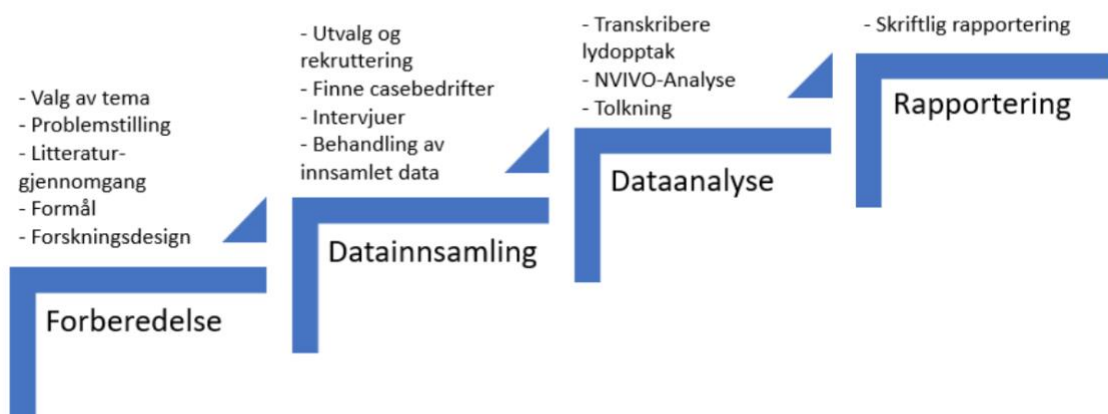 - Valg av tema
- Problemstilling
- Litteratur-
gjennomgang
- Formål
- Forskningsdesign
Forberedelse
- Utvalg og
rekruttering
- Finne casebedrifter
- Intervjuer
- Behandling av
innsamlet data
Datainnsamling
- Transkribere
lydopptak
- NVIVO-Analyse
- Tolkning
Dataanalyse
- Skriftlig rapportering
Rapportering